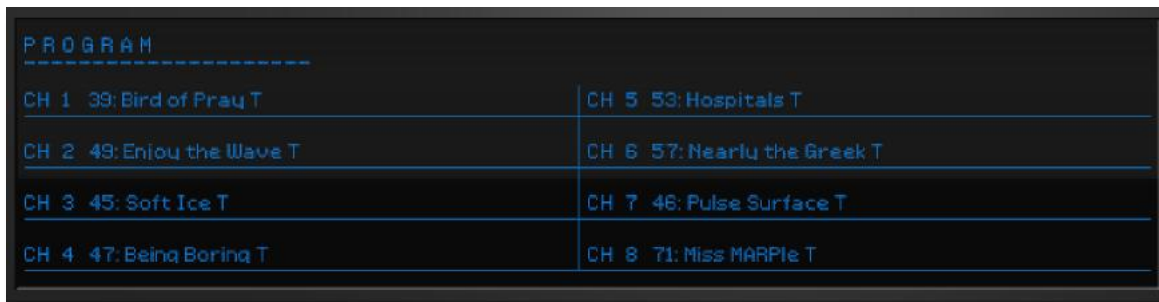 PROGRAM
CH 1 39: Bird of Pray T
CH 2 49: Enjoy the Wave T
CH 3 45: Soft Ice T
CH 4 47: Being Boring T
CH 5 53: Hospitals T
CH 6 57: Nearly the Greek T
CH 7 46: Pulse Surface T
CH 8 71: Miss MARPle T